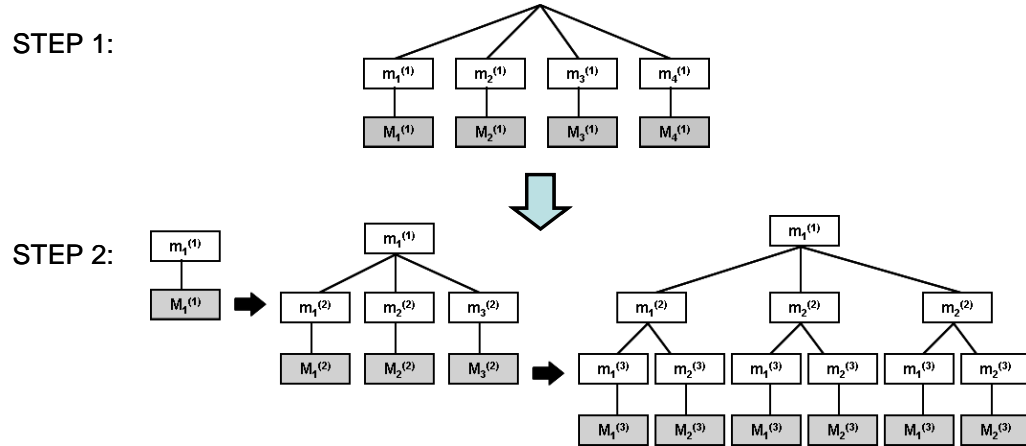 STEP 1:
m₁⁽¹⁾ m₂⁽¹⁾ m₃⁽¹⁾ m₄⁽¹⁾
M₁⁽¹⁾ M₂⁽¹⁾ M₃⁽¹⁾ M₄⁽¹⁾
STEP 2:
m₁⁽¹⁾ m₁⁽¹⁾ m₁⁽¹⁾
M₁⁽¹⁾ m₁⁽²⁾ m₂⁽²⁾ m₃⁽²⁾ m₁⁽²⁾ m₂⁽²⁾ m₂⁽²⁾
M₁⁽²⁾ M₂⁽²⁾ M₃⁽²⁾ m₁⁽³⁾ m₂⁽³⁾ m₁⁽³⁾ m₂⁽³⁾ m₁⁽³⁾ m₂⁽³⁾
M₁⁽³⁾ M₂⁽³⁾ M₁⁽³⁾ M₂⁽³⁾ M₁⁽³⁾ M₂⁽³⁾